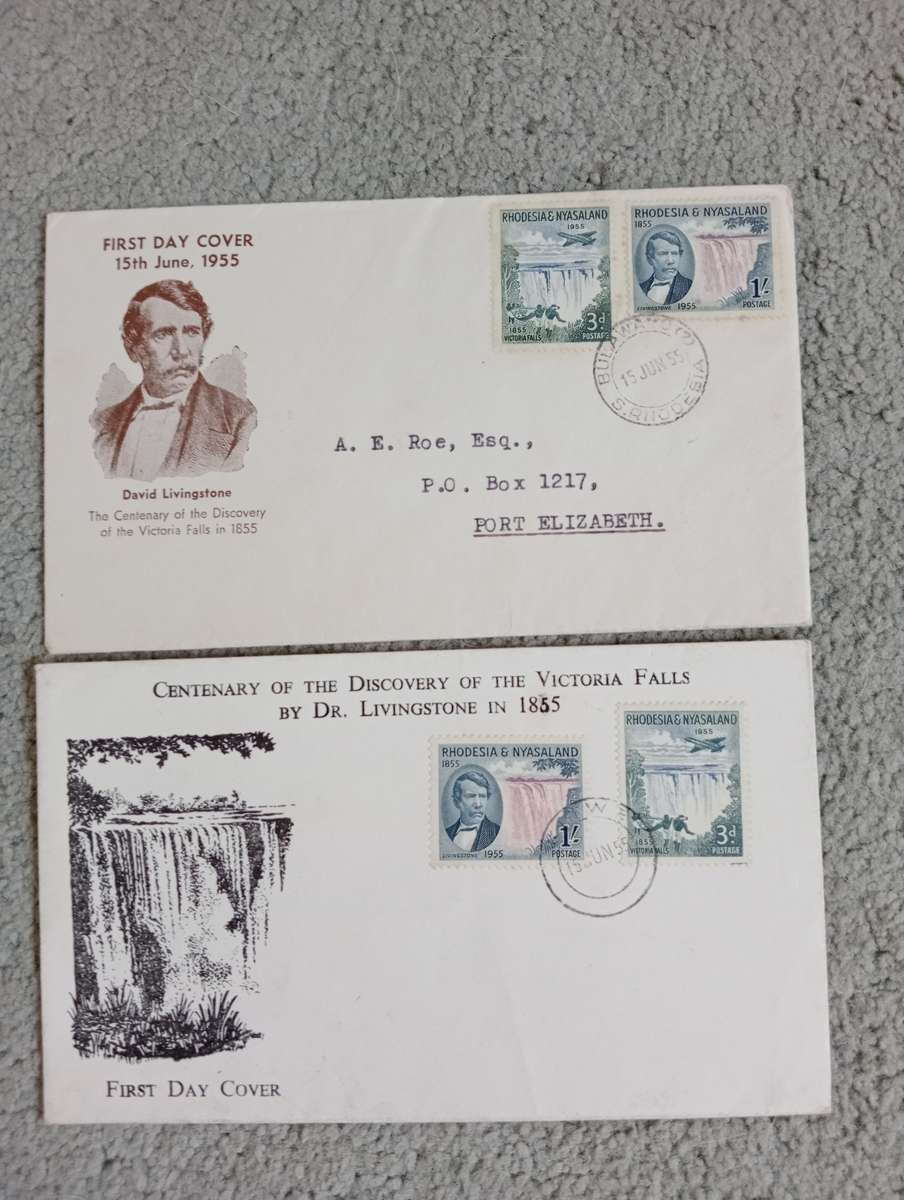 FIRST DAY COVER
15th June, 1955
David Livingstone
The Centenary of the Discovery
of the Victoria Falls in 1855
RHODESIA & NYASALAND
1955
1855
VICTORIA FALLS
3d
POSTAGE
RHODESIA & NYASALAND
1855
LIVINGSTONE 1955
1/-
POSTAGE
BULAWAYO
15 JUN 55
S. RHODESIA
A. E. Roe, Esq.,
P.O. Box 1217,
PORT ELIZABETH.
CENTENARY OF THE DISCOVERY OF THE VICTORIA FALLS
BY DR. LIVINGSTONE IN 1855
RHODESIA & NYASALAND
1855
LIVINGSTONE 1955
1/-
POSTAGE
RHODESIA & NYASALAND
1955
1855
VICTORIA FALLS
3d
POSTAGE
15 JUN 55
FIRST DAY COVER